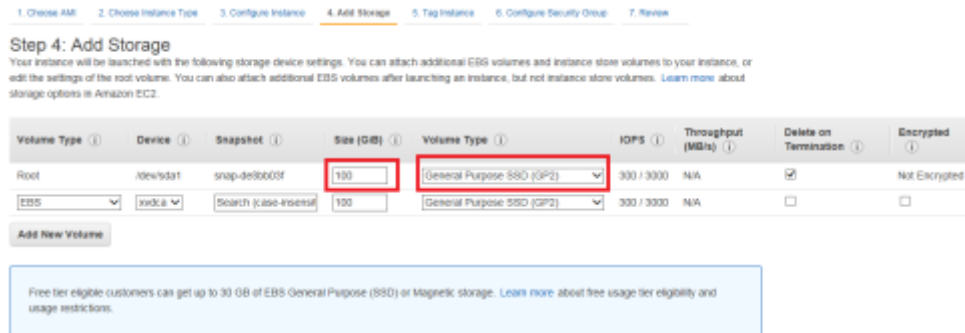 1. Choose AMI 2. Choose Instance Type 3. Configure Instance 4. Add Storage 5. Tag Instance 6. Configure Security Group 7. Review
Step 4: Add Storage
Your instance will be launched with the following storage device settings. You can attach additional EBS volumes and instance store volumes to your instance, or
edit the settings of the root volume. You can also attach additional EBS volumes after launching an instance, but not instance store volumes. Learn more about
storage options in Amazon EC2.
Volume Type Device Snapshot Size (GiB) Volume Type IOPS Throughput (MB/s) Delete on Termination Encrypted
Root /dev/sda1 snap-de8bb03f 100 General Purpose SSD (GP2) 300 / 3000 N/A Not Encrypted
EBS xvdca Search (case-insensit 100 General Purpose SSD (GP2) 300 / 3000 N/A
Add New Volume
Free tier eligible customers can get up to 30 GB of EBS General Purpose (SSD) or Magnetic storage. Learn more about free usage tier eligibility and
usage restrictions.